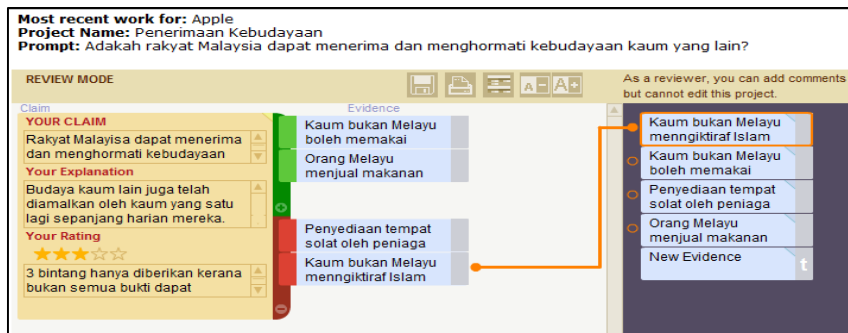 Most recent work for: Apple
Project Name: Penerimaan Kebudayaan
Prompt: Adakah rakyat Malaysia dapat menerima dan menghormati kebudayaan kaum yang lain?
REVIEW MODE
A- A+
As a reviewer, you can add comments
but cannot edit this project.
Claim
YOUR CLAIM
Rakyat Malayisa dapat menerima
dan menghormati kebudayaan
Your Explanation
Budaya kaum lain juga telah
diamalkan oleh kaum yang satu
lagi sepanjang harian mereka.
Your Rating
3 bintang hanya diberikan kerana
bukan semua bukti dapat
Evidence
Kaum bukan Melayu
boleh memakai
Orang Melayu
menjual makanan
Penyediaan tempat
solat oleh peniaga
Kaum bukan Melayu
menngiktiraf Islam
Kaum bukan Melayu
menngiktiraf Islam
Kaum bukan Melayu
boleh memakai
Penyediaan tempat
solat oleh peniaga
Orang Melayu
menjual makanan
New Evidence
t